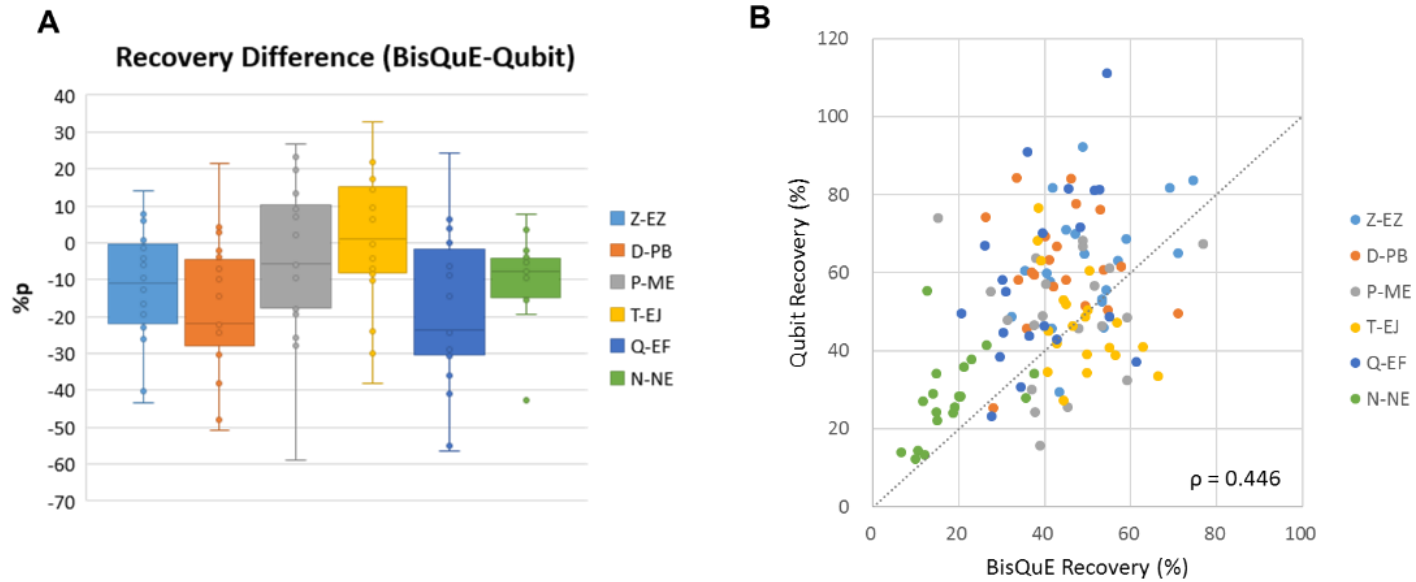 A
Recovery Difference (BisQuE-Qubit)
%p
40
30
20
10
0
-10
-20
-30
-40
-50
-60
-70
Z-EZ
D-PB
P-ME
T-EJ
Q-EF
N-NE
B
Qubit Recovery (%)
120
100
80
60
40
20
0
ρ = 0.446
0 20 40 60 80 100
BisQuE Recovery (%)
Z-EZ
D-PB
P-ME
T-EJ
Q-EF
N-NE